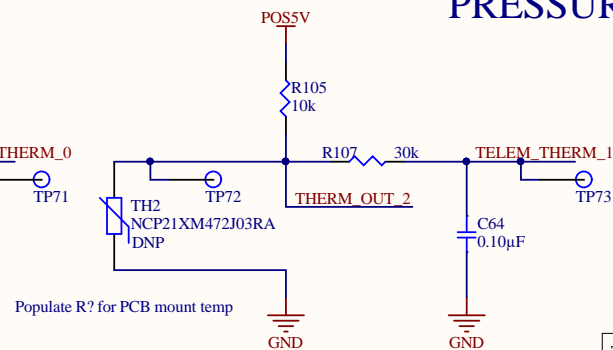 PRESSUR
POS5V
R105
10k
THERM_0
R107 30k
TELEM_THERM_1
TP71
TP72
TP73
THERM_OUT_2
TH2
NCP21XM472J03RA
DNP
C64
0.10µF
Populate R? for PCB mount temp
GND
GND